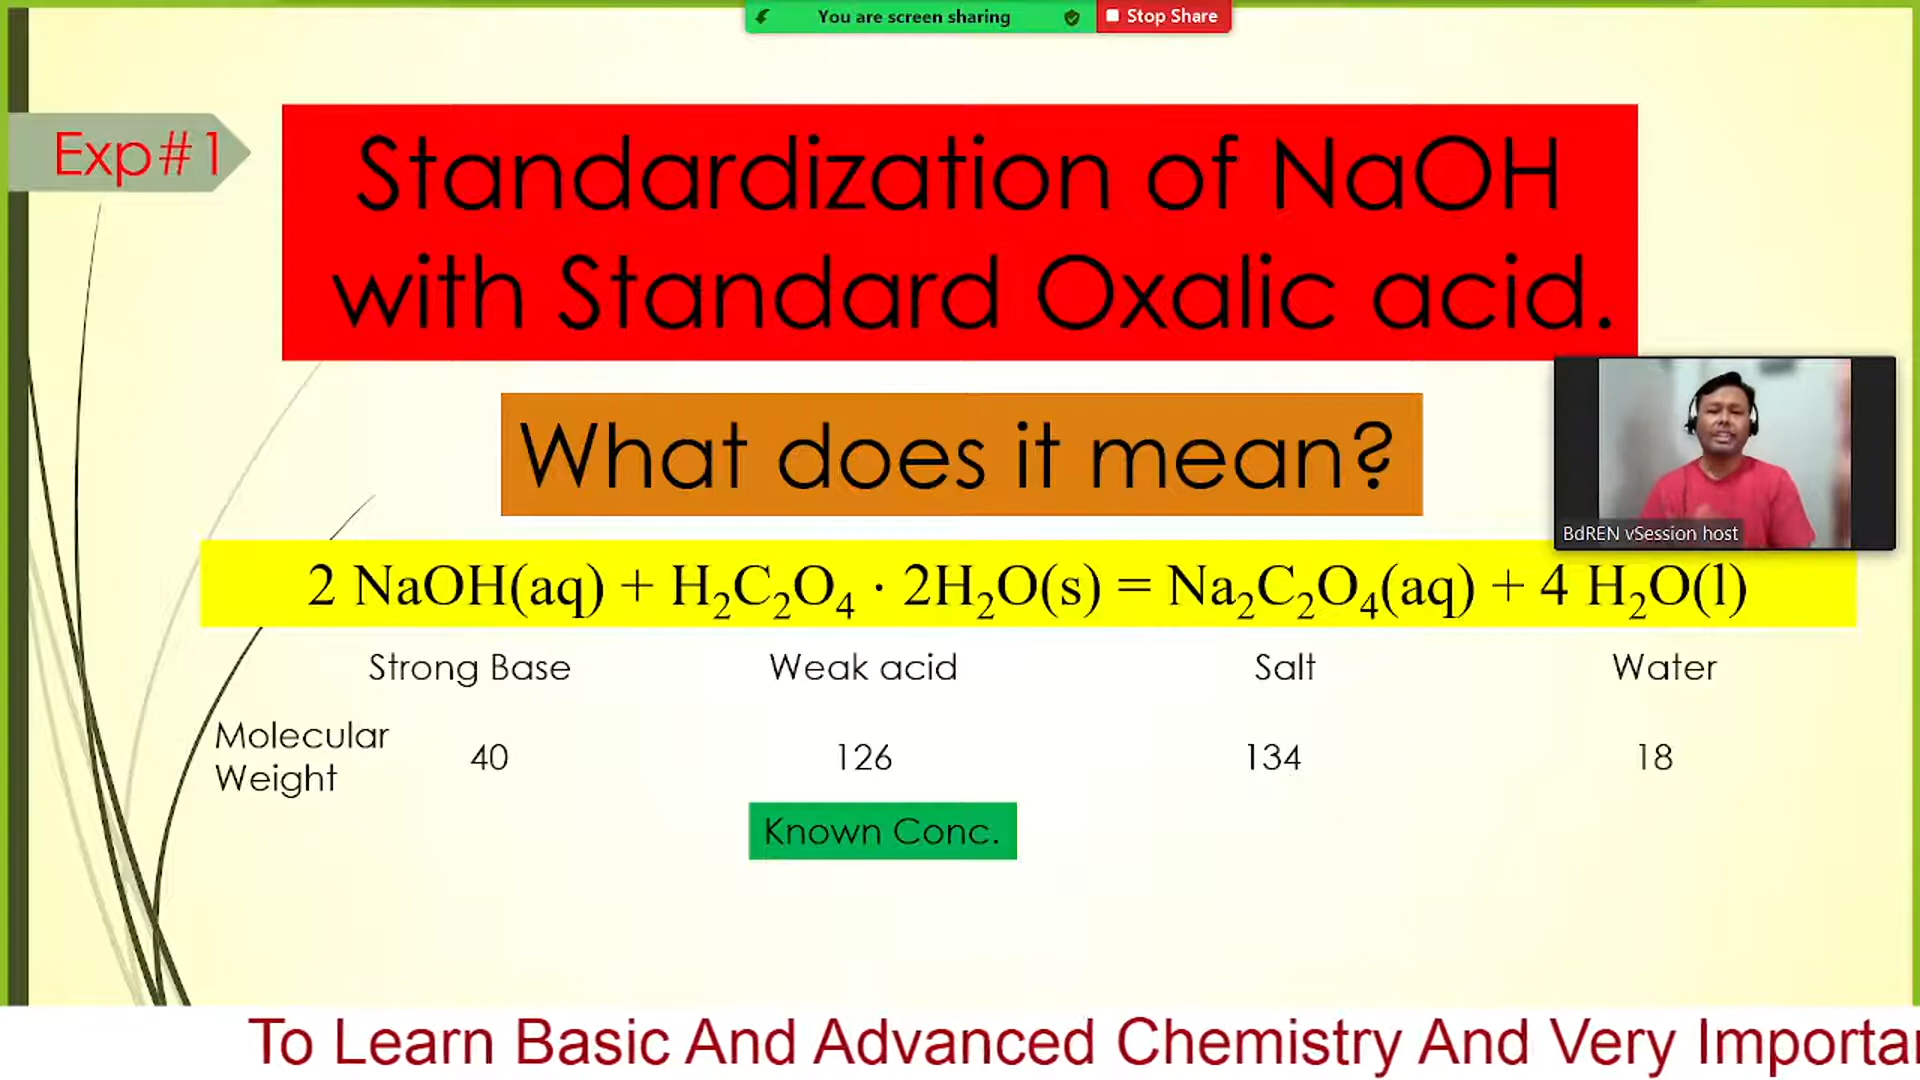 You are screen sharing
Stop Share
Exp#1
Standardization of NaOH
with Standard Oxalic acid.
What does it mean?
BdREN vSession host
2 NaOH(aq) + H₂C₂O₄ · 2H₂O(s) = Na₂C₂O₄(aq) + 4 H₂O(l)
Strong Base Weak acid Salt Water
Molecular
Weight 40 126 134 18
Known Conc.
To Learn Basic And Advanced Chemistry And Very Importa